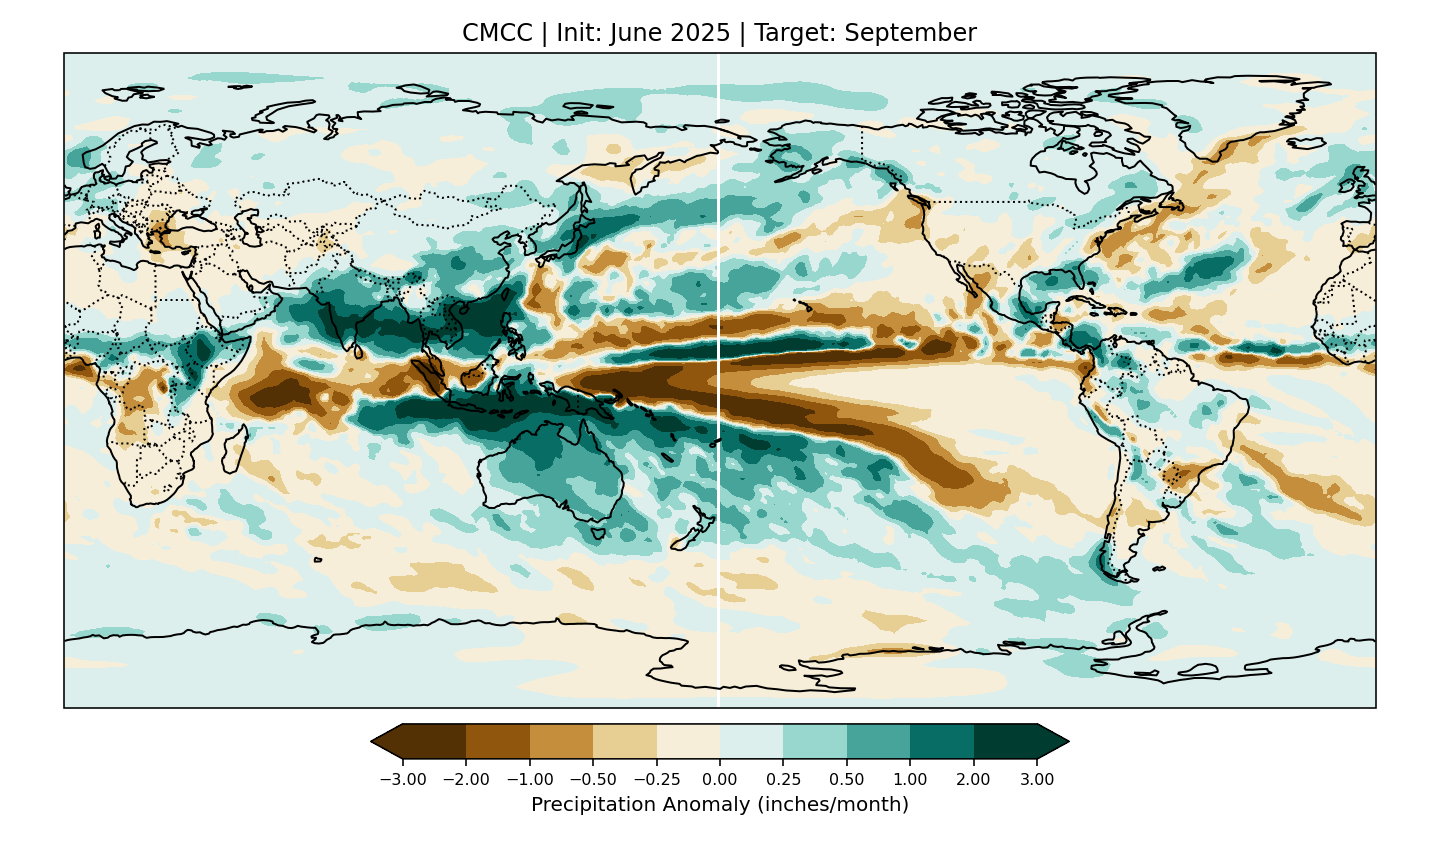 CMCC | Init: June 2025 | Target: September
−3.00 −2.00 −1.00 −0.50 −0.25 0.00 0.25 0.50 1.00 2.00 3.00
Precipitation Anomaly (inches/month)